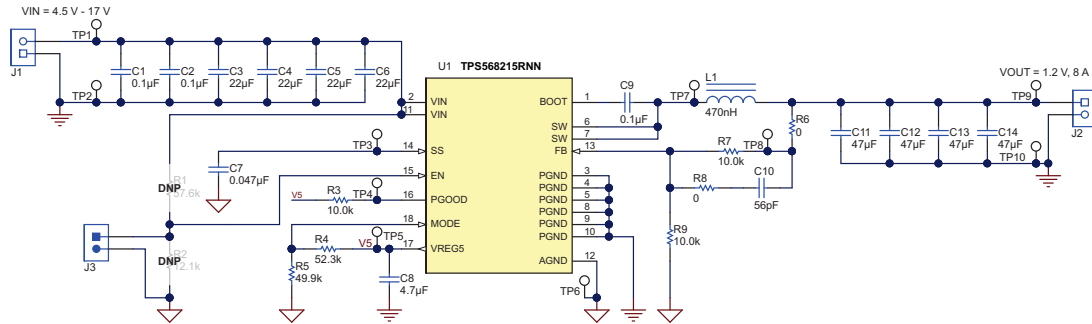 VIN = 4.5 V - 17 V
TP1
J1
TP2
C1
0.1µF
C2
0.1µF
C3
22µF
C4
22µF
C5
22µF
C6
22µF
U1 TPS568215RNN
2 VIN
11 VIN
14 SS
15 EN
16 PGOOD
18 MODE
17 VREG5
BOOT 1
SW 6
SW 7
FB 13
PGND 3
PGND 4
PGND 5
PGND 8
PGND 9
PGND 10
AGND 12
TP3
C7
0.047µF
R1
DNP
57.6k
V5
R3
10.0k
TP4
R4
52.3k
V5
TP5
R5
49.9k
C8
4.7µF
J3
R2
DNP
12.1k
C9
0.1µF
TP7
L1
470nH
R6
0
R7
10.0k
TP8
R8
0
C10
56pF
R9
10.0k
TP6
VOUT = 1.2 V, 8 A
TP9
J2
C11
47µF
C12
47µF
C13
47µF
C14
47µF
TP10